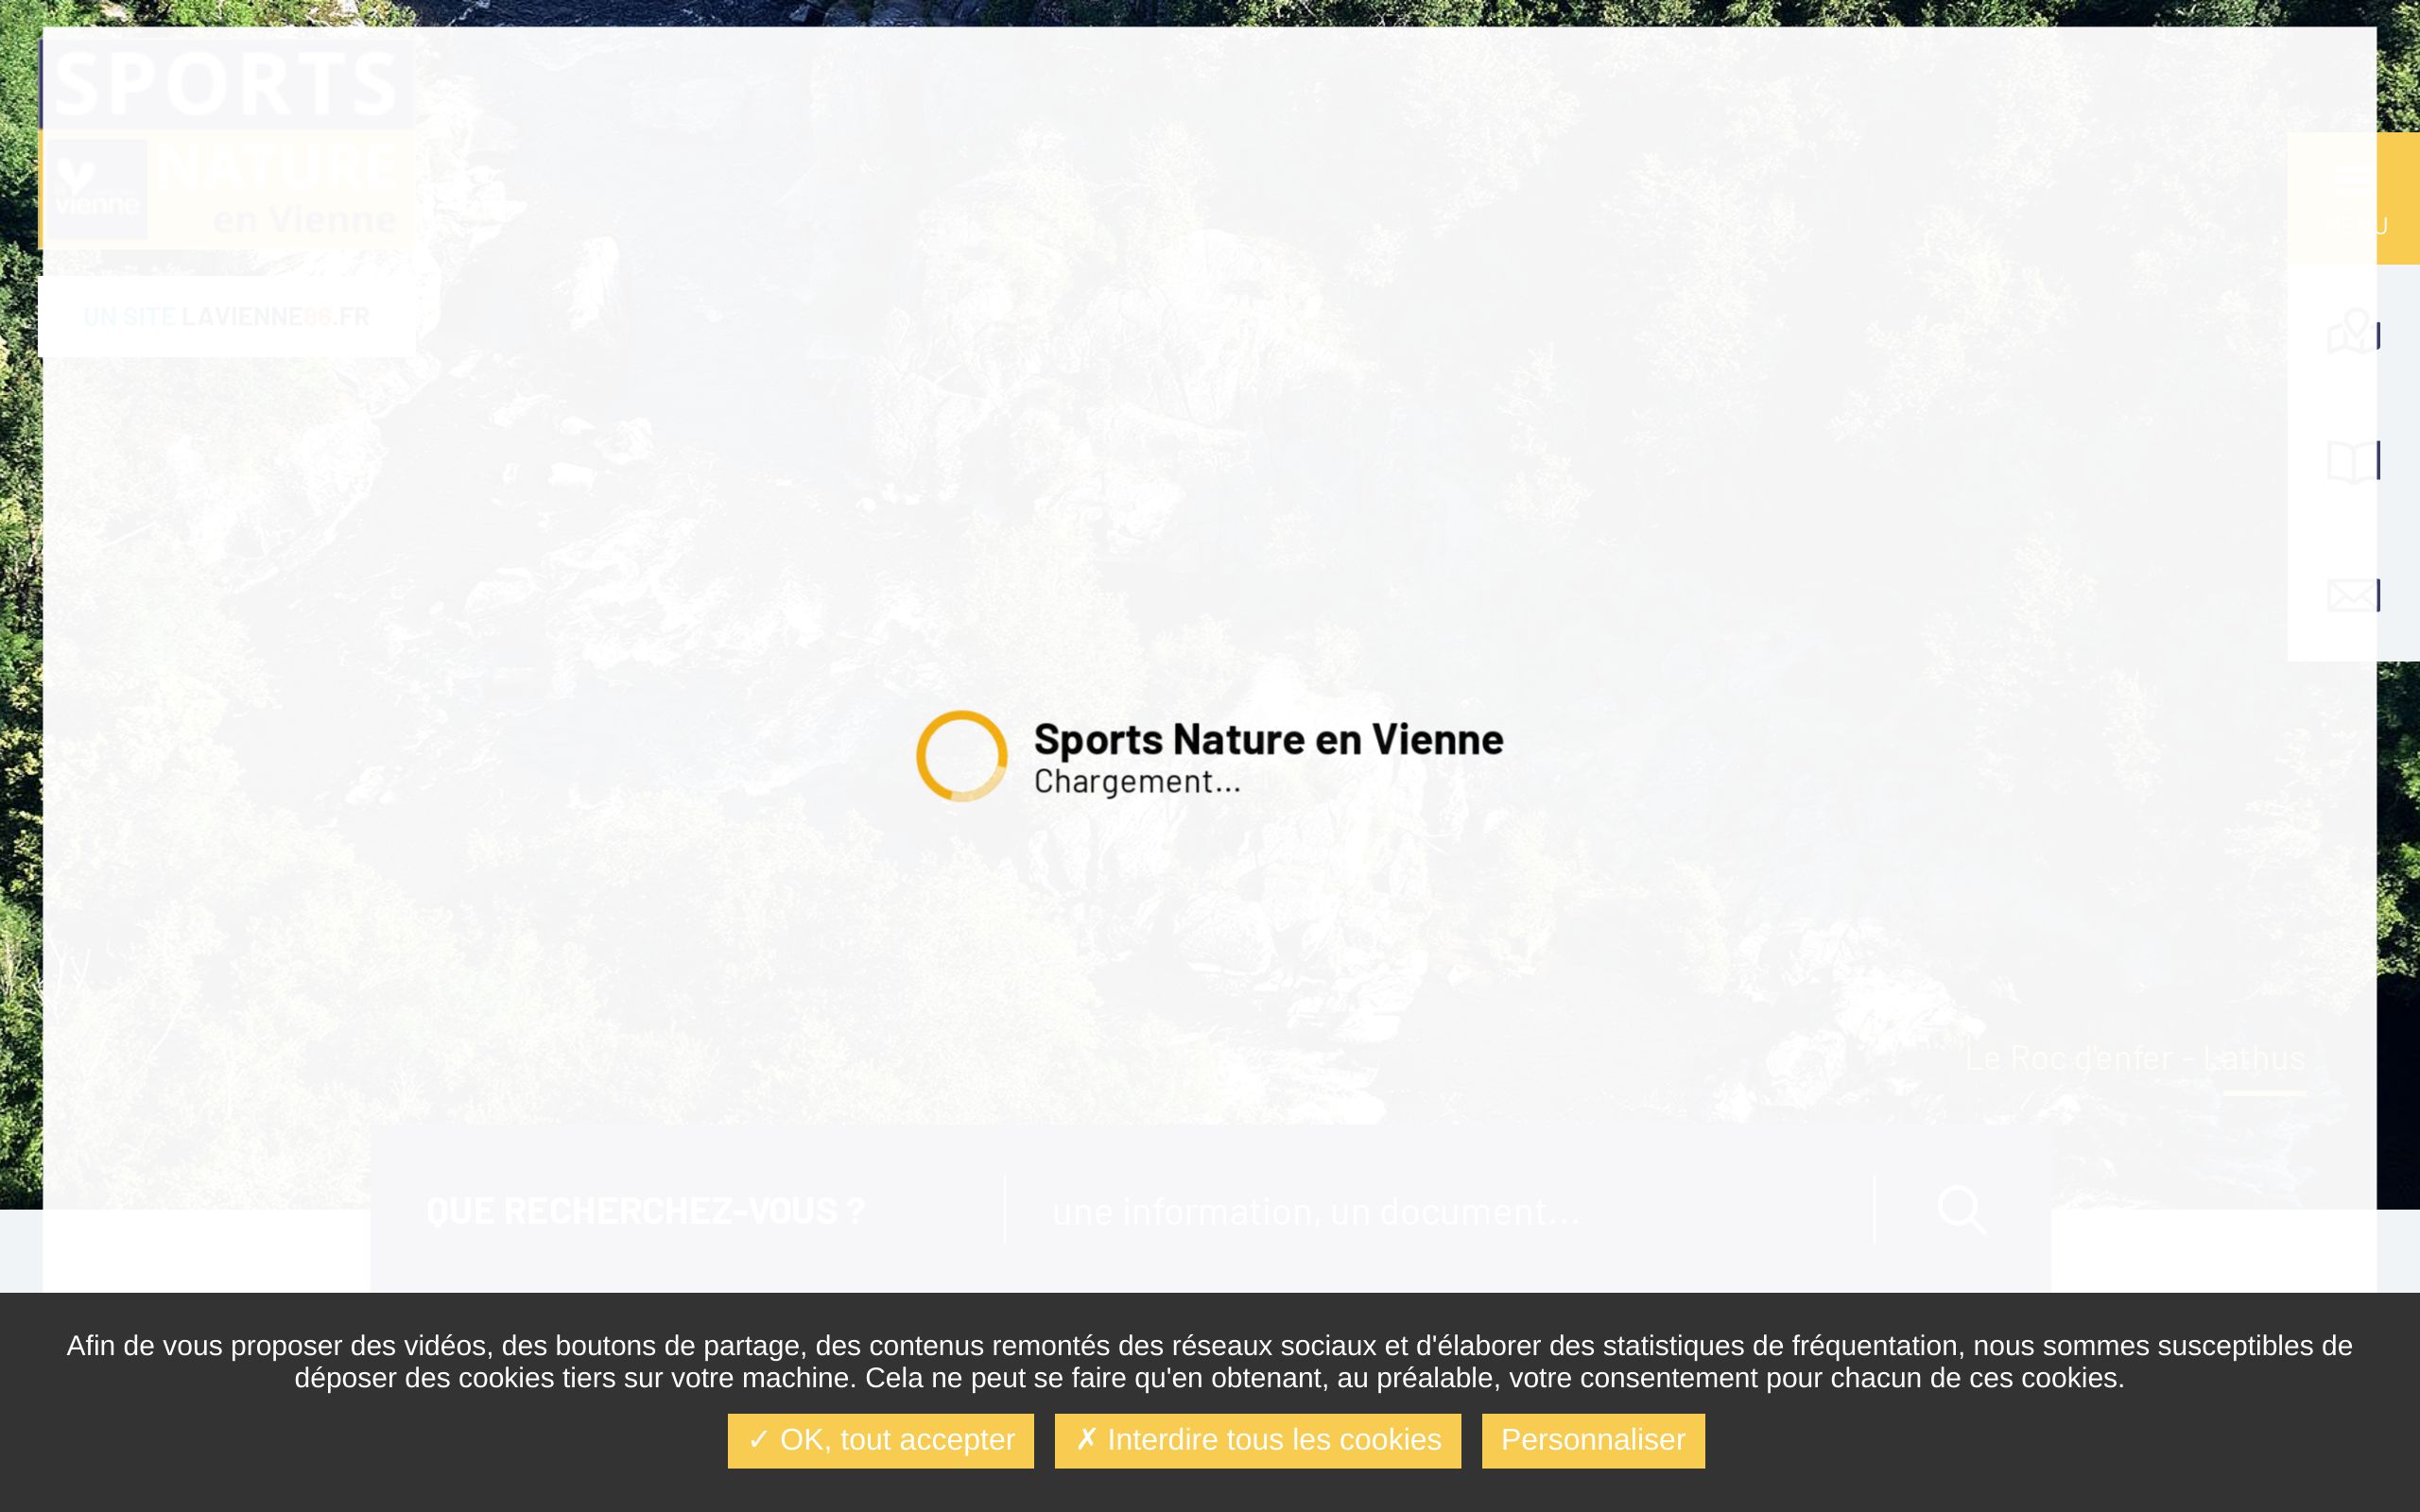 SPORTS
NATURE
vienne
en Vienne
U
UN SITE LAVIENNE86.FR
Sports Nature en Vienne
Chargement...
Le Roc d'enfer - Lathus
QUE RECHERCHEZ-VOUS ?
une information, un document...
Afin de vous proposer des vidéos, des boutons de partage, des contenus remontés des réseaux sociaux et d'élaborer des statistiques de fréquentation, nous sommes susceptibles de
déposer des cookies tiers sur votre machine. Cela ne peut se faire qu'en obtenant, au préalable, votre consentement pour chacun de ces cookies.
✓ OK, tout accepter
✗ Interdire tous les cookies
Personnaliser